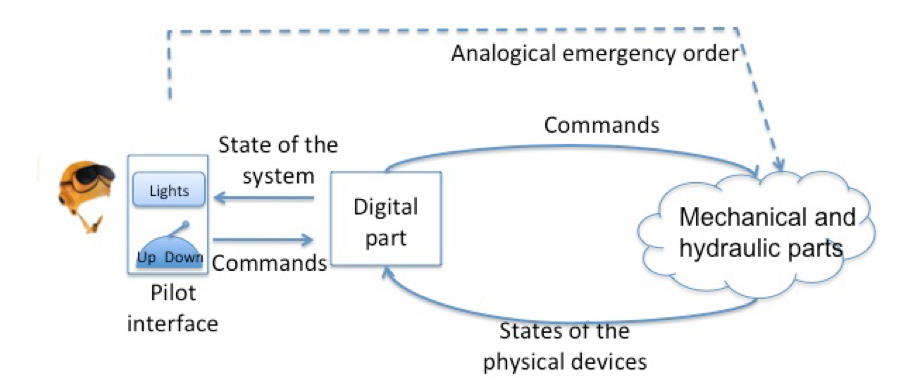 Analogical emergency order
Commands
State of the
system
Lights
Digital
part
Mechanical and
hydraulic parts
Up Down
Commands
Pilot
interface
States of the
physical devices